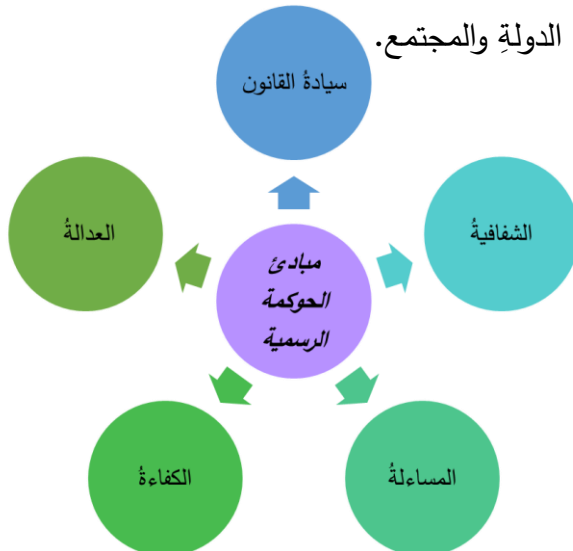 الدولةِ والمجتمع.
سيادةُ القانون
الشفافيةُ
العدالةُ
مبادئ
الحوكمة
الرسمية
المساءلةُ
الكفاءةُ